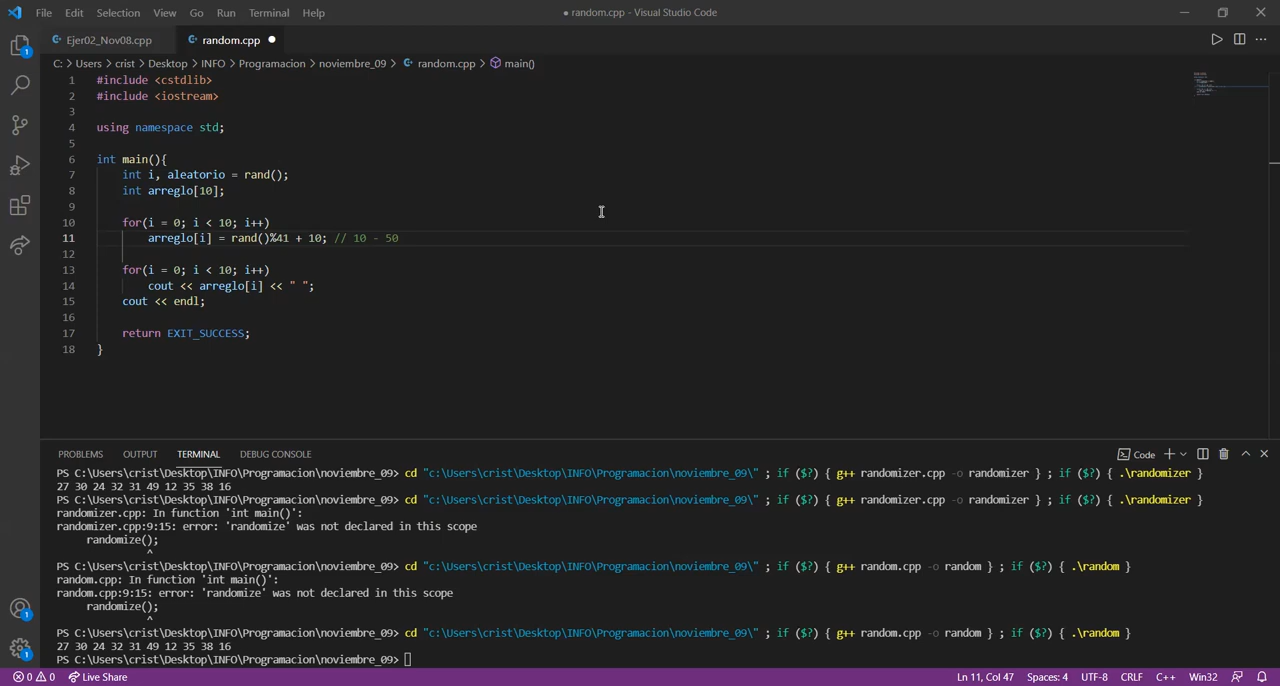 File Edit Selection View Go Run Terminal Help ● random.cpp - Visual Studio Code
Ejer02_Nov08.cpp random.cpp ●
C: > Users > crist > Desktop > INFO > Programacion > noviembre_09 > random.cpp > main()
1 #include <cstdlib>
2 #include <iostream>
3
4 using namespace std;
5
6 int main(){
7 int i, aleatorio = rand();
8 int arreglo[10];
9
10 for(i = 0; i < 10; i++)
11 arreglo[i] = rand()%41 + 10; // 10 - 50
12
13 for(i = 0; i < 10; i++)
14 cout << arreglo[i] << " ";
15 cout << endl;
16
17 return EXIT_SUCCESS;
18 }
PROBLEMS OUTPUT TERMINAL DEBUG CONSOLE Code
PS C:\Users\crist\Desktop\INFO\Programacion\noviembre_09> cd "c:\Users\crist\Desktop\INFO\Programacion\noviembre_09\" ; if ($?) { g++ randomizer.cpp -o randomizer } ; if ($?) { .\randomizer }
27 30 24 32 31 49 12 35 38 16
PS C:\Users\crist\Desktop\INFO\Programacion\noviembre_09> cd "c:\Users\crist\Desktop\INFO\Programacion\noviembre_09\" ; if ($?) { g++ randomizer.cpp -o randomizer } ; if ($?) { .\randomizer }
randomizer.cpp: In function 'int main()':
randomizer.cpp:9:15: error: 'randomize' was not declared in this scope
randomize();
^
PS C:\Users\crist\Desktop\INFO\Programacion\noviembre_09> cd "c:\Users\crist\Desktop\INFO\Programacion\noviembre_09\" ; if ($?) { g++ random.cpp -o random } ; if ($?) { .\random }
random.cpp: In function 'int main()':
random.cpp:9:15: error: 'randomize' was not declared in this scope
randomize();
^
PS C:\Users\crist\Desktop\INFO\Programacion\noviembre_09> cd "c:\Users\crist\Desktop\INFO\Programacion\noviembre_09\" ; if ($?) { g++ random.cpp -o random } ; if ($?) { .\random }
27 30 24 32 31 49 12 35 38 16
PS C:\Users\crist\Desktop\INFO\Programacion\noviembre_09>
0 0 Live Share Ln 11, Col 47 Spaces: 4 UTF-8 CRLF C++ Win32
1
1
1